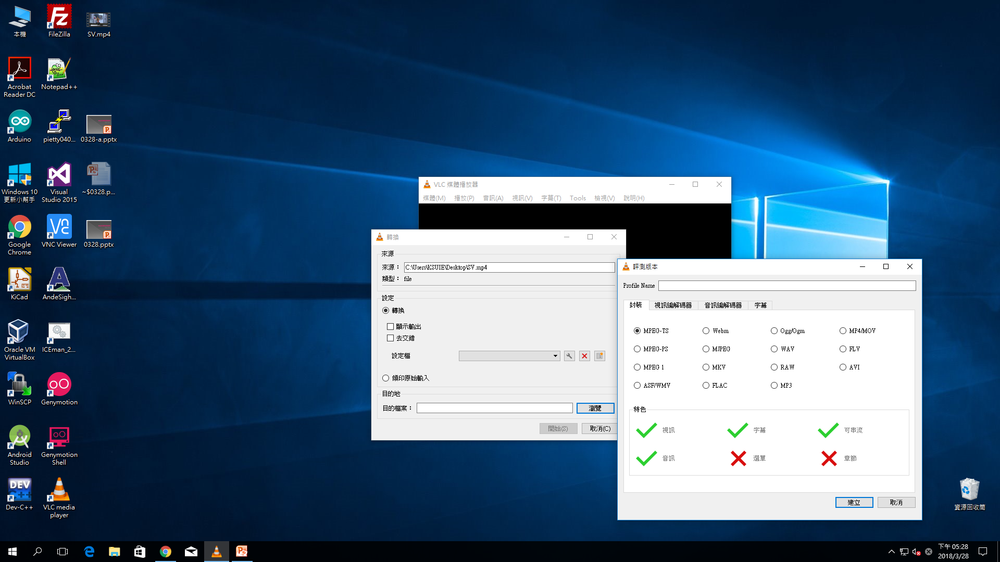 本機
FileZilla
SV.mp4
Acrobat
Reader DC
Notepad++
Arduino
pietty040...
0328-a.pptx
Windows 10
更新小幫手
Visual
Studio 2015
~$0328.p...
Google
Chrome
VNC Viewer
0328.pptx
KiCad
AndeSigh...
Oracle VM
VirtualBox
ICEman_2...
WinSCP
Genymotion
Android
Studio
Genymotion
Shell
DEV
C++
Dev-C++
VLC media
player
資源回收筒
VLC 媒體播放器
媒體(M) 播放(P) 音訊(A) 視訊(V) 字幕(T) Tools 檢視(V) 說明(H)
轉換
來源
來源： C:\Users\KSUIE\Desktop\SV.mp4
類型： file
設定
轉換
顯示輸出
去交錯
設定檔
傾印原始輸入
目的地
目的檔案： 瀏覽
開始(S) 取消(C)
評測版本
Profile Name
封裝 視訊編解碼器 音訊編解碼器 字幕
MPEG-TS Webm Ogg/Ogm MP4/MOV
MPEG-PS MJPEG WAV FLV
MPEG 1 MKV RAW AVI
ASF/WMV FLAC MP3
特色
視訊 字幕 可串流
音訊 選單 章節
建立 取消
下午 05:28
2018/3/28